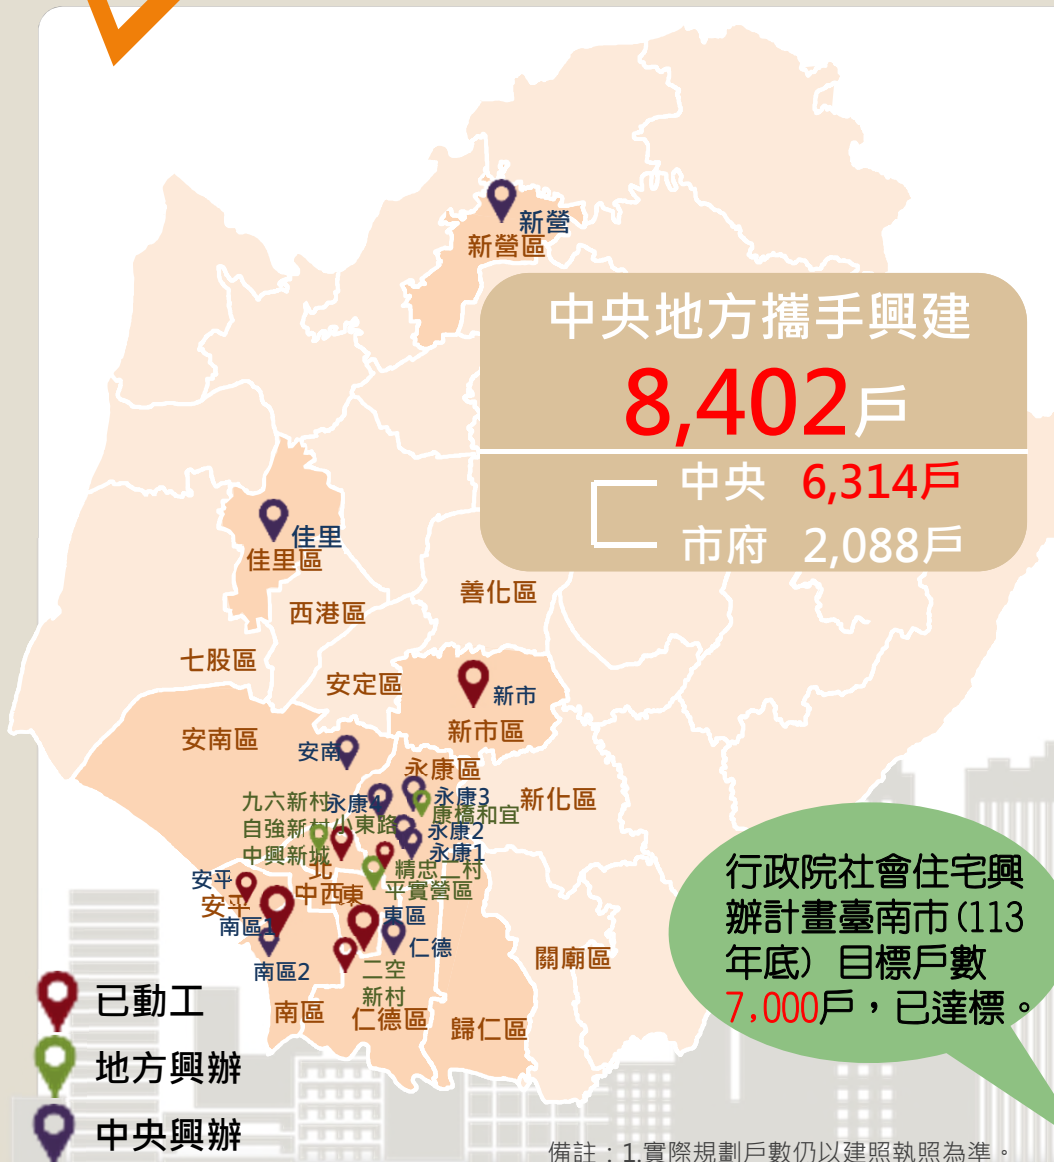 新營
新營區
中央地方攜手興建
8,402戶
中央 6,314戶
市府 2,088戶
佳里
佳里區
西港區
善化區
七股區
安定區
新市
新市區
安南區
安南
永康區
九六新村
永康4
永康3
新化區
康橋和宜
自強新村
小東路
永康2
中興新城
永康1
北
精忠二村
平實營區
安平
安平
中西
東
南區1
東區
仁德
南區2
二空
新村
關廟區
南區
仁德區
歸仁區
行政院社會住宅興
辦計畫臺南市(113
年底)目標戶數
7,000戶,已達標。
已動工
地方興辦
中央興辦
備註:1.實際規劃戶數仍以建照執照為準。